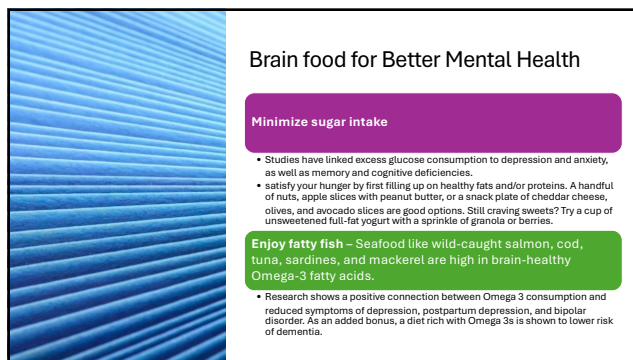 Brain food for Better Mental Health
Minimize sugar intake
• Studies have linked excess glucose consumption to depression and anxiety,
as well as memory and cognitive deficiencies.
• satisfy your hunger by first filling up on healthy fats and/or proteins. A handful
of nuts, apple slices with peanut butter, or a snack plate of cheddar cheese,
olives, and avocado slices are good options. Still craving sweets? Try a cup of
unsweetened full-fat yogurt with a sprinkle of granola or berries.
Enjoy fatty fish – Seafood like wild-caught salmon, cod,
tuna, sardines, and mackerel are high in brain-healthy
Omega-3 fatty acids.
• Research shows a positive connection between Omega 3 consumption and
reduced symptoms of depression, postpartum depression, and bipolar
disorder. As an added bonus, a diet rich with Omega 3s is shown to lower risk
of dementia.